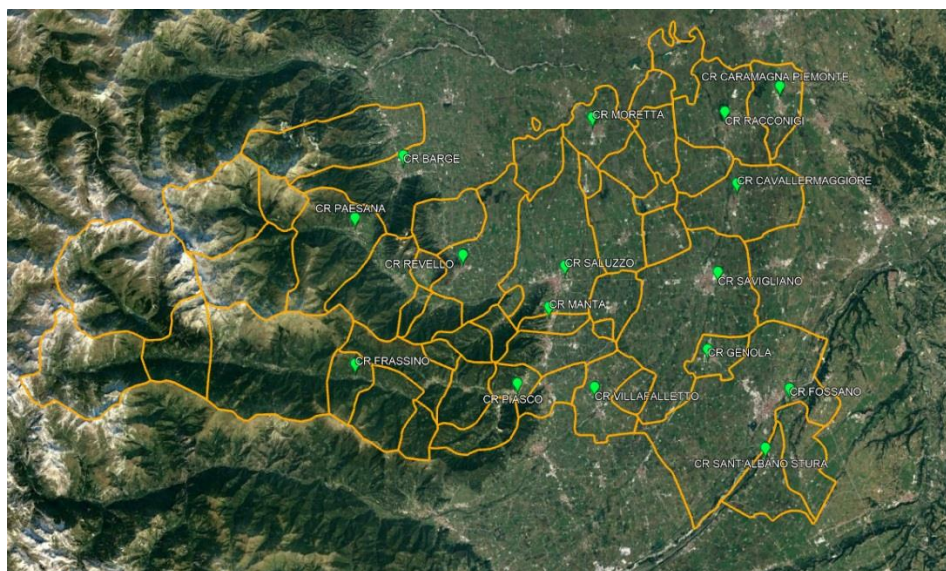 CR CARAMAGNA PIEMONTE
CR MORETTA
CR RACCONIGI
CR BARGE
CR CAVALLERMAGGIORE
CR PAESANA
CR REVELLO
CR SALUZZO
CR SAVIGLIANO
CR MANTA
CR GENOLA
CR FRASSINO
CR PIASCO
CR VILLAFALLETTO
CR FOSSANO
CR SANT'ALBANO STURA